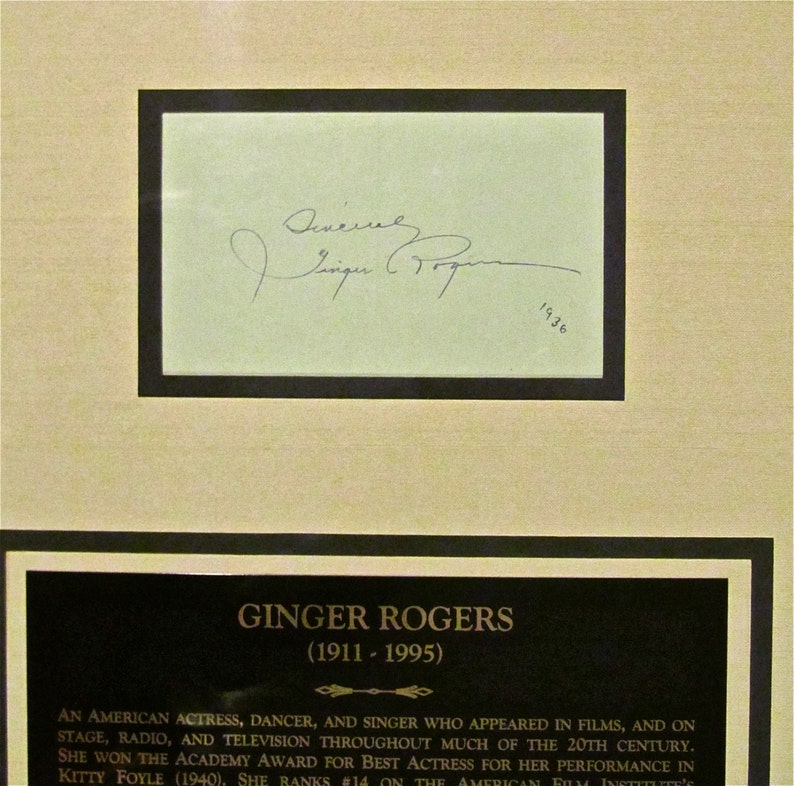 Sincerely
Ginger Rogers
1936
GINGER ROGERS
(1911 - 1995)
AN AMERICAN ACTRESS, DANCER, AND SINGER WHO APPEARED IN FILMS, AND ON
STAGE, RADIO, AND TELEVISION THROUGHOUT MUCH OF THE 20TH CENTURY.
SHE WON THE ACADEMY AWARD FOR BEST ACTRESS FOR HER PERFORMANCE IN
KITTY FOYLE (1940). SHE RANKS #14 ON THE AMERICAN FILM INSTITUTE'S